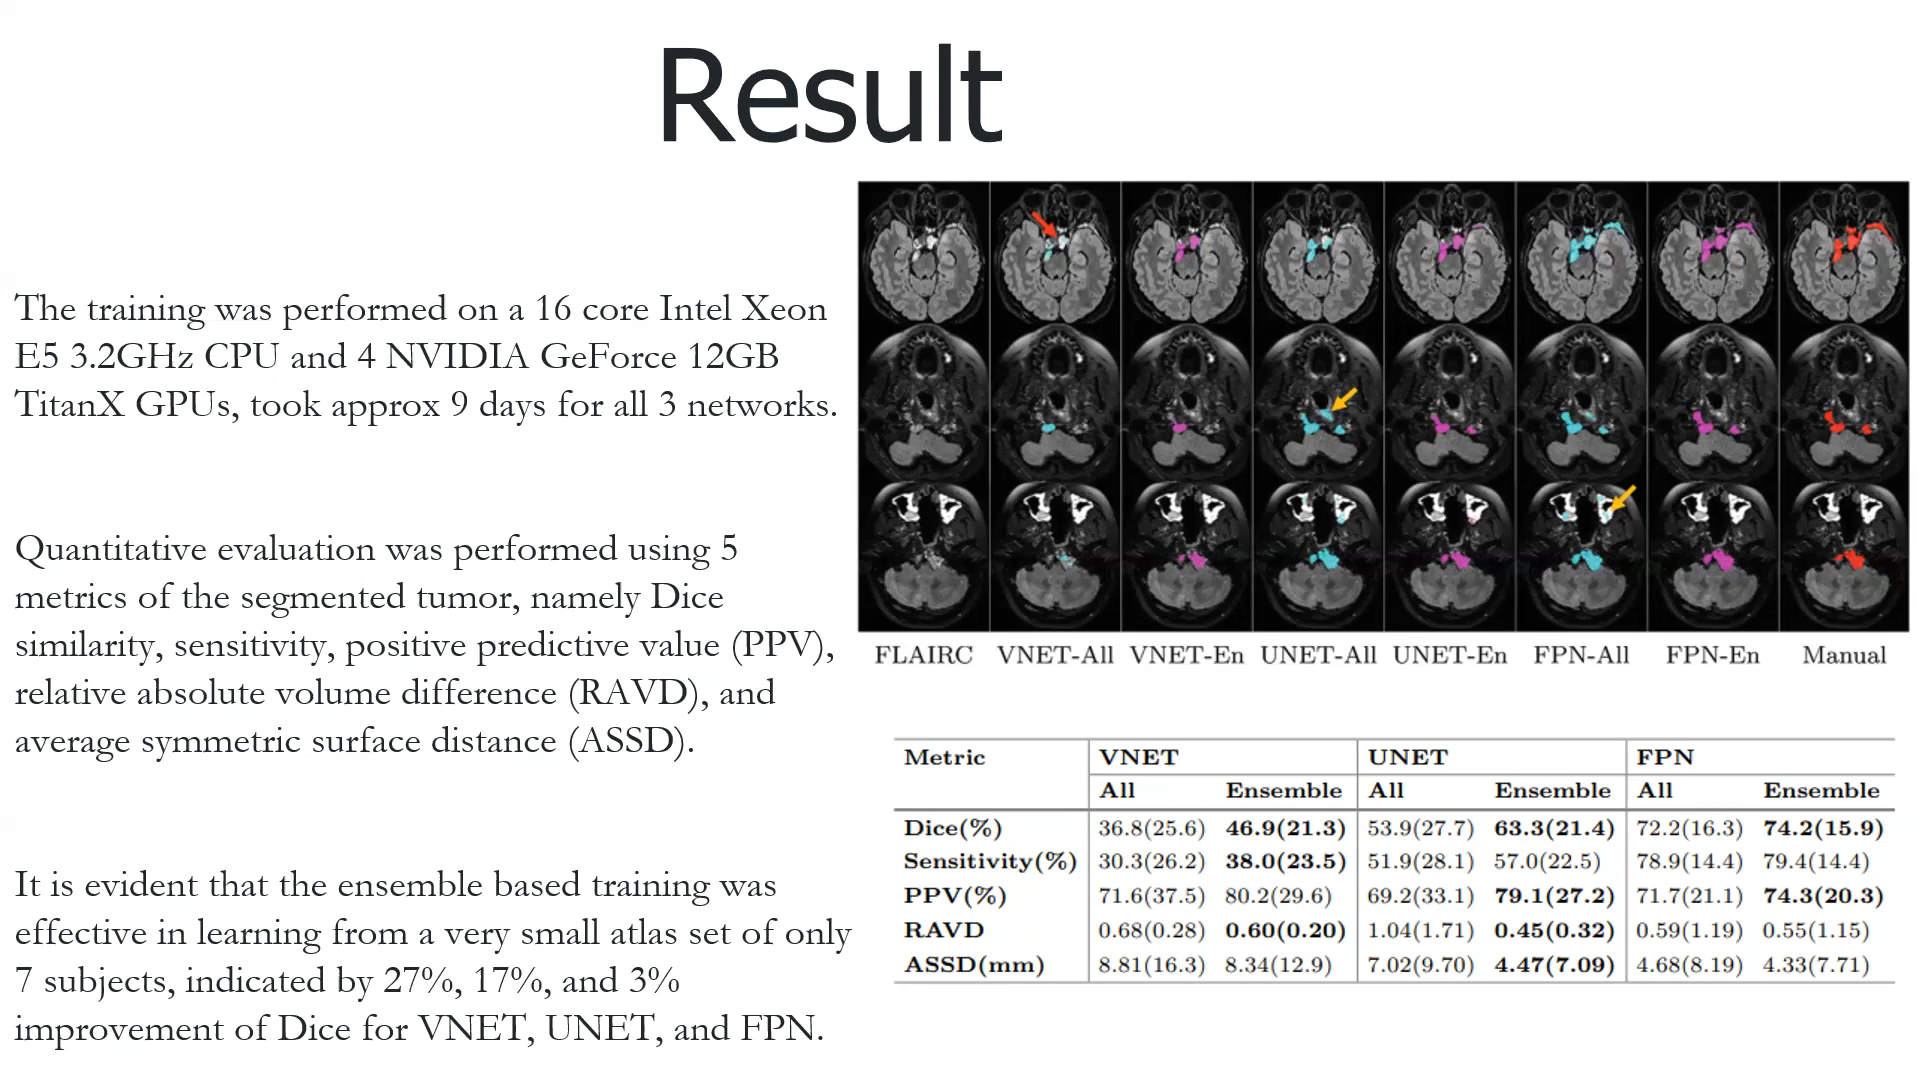 Result
The training was performed on a 16 core Intel Xeon
E5 3.2GHz CPU and 4 NVIDIA GeForce 12GB
TitanX GPUs, took approx 9 days for all 3 networks.
Quantitative evaluation was performed using 5
metrics of the segmented tumor, namely Dice
similarity, sensitivity, positive predictive value (PPV),
relative absolute volume difference (RAVD), and
average symmetric surface distance (ASSD).
It is evident that the ensemble based training was
effective in learning from a very small atlas set of only
7 subjects, indicated by 27%, 17%, and 3%
improvement of Dice for VNET, UNET, and FPN.
FLAIRC VNET-All VNET-En UNET-All UNET-En FPN-All FPN-En Manual
Metric VNET UNET FPN
All Ensemble All Ensemble All Ensemble
Dice(%) 36.8(25.6) 46.9(21.3) 53.9(27.7) 63.3(21.4) 72.2(16.3) 74.2(15.9)
Sensitivity(%) 30.3(26.2) 38.0(23.5) 51.9(28.1) 57.0(22.5) 78.9(14.4) 79.4(14.4)
PPV(%) 71.6(37.5) 80.2(29.6) 69.2(33.1) 79.1(27.2) 71.7(21.1) 74.3(20.3)
RAVD 0.68(0.28) 0.60(0.20) 1.04(1.71) 0.45(0.32) 0.59(1.19) 0.55(1.15)
ASSD(mm) 8.81(16.3) 8.34(12.9) 7.02(9.70) 4.47(7.09) 4.68(8.19) 4.33(7.71)